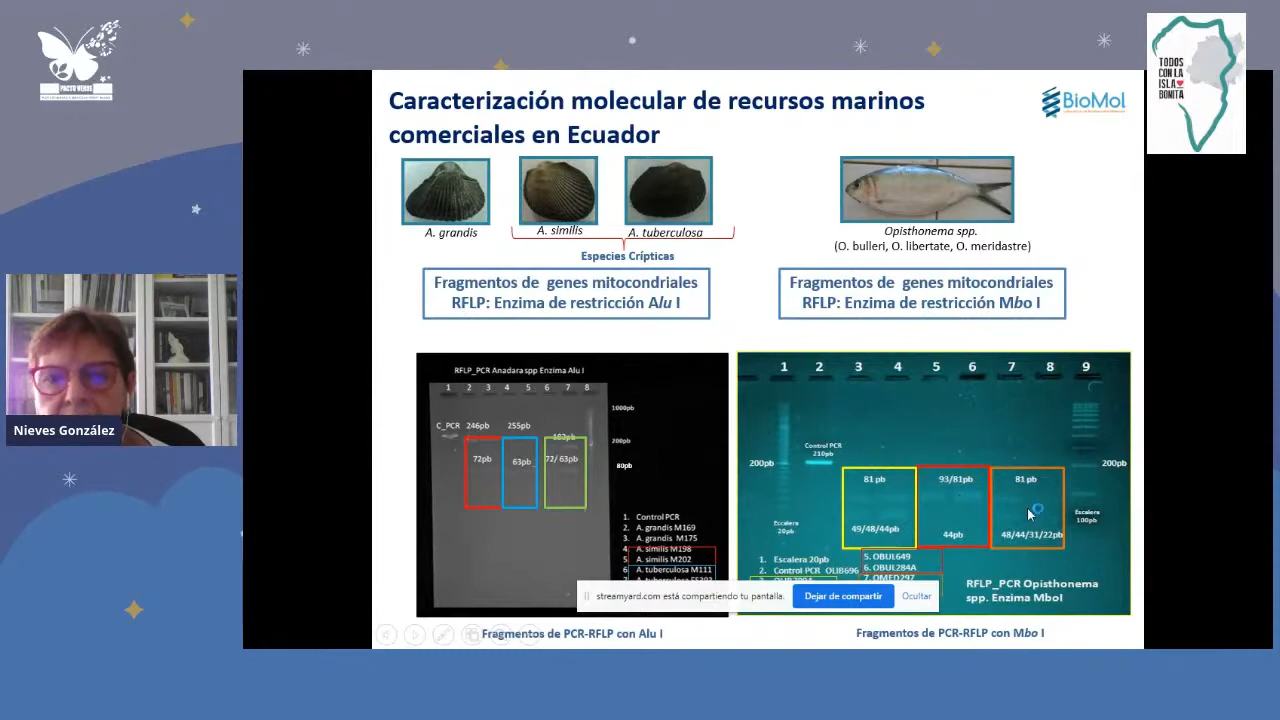 PACTO VERDE
TODOS
CON LA
ISLA
BONITA
Caracterización molecular de recursos marinos
comerciales en Ecuador
BioMol
A. grandis
A. similis
A. tuberculosa
Especies Crípticas
Opisthonema spp.
(O. bulleri, O. libertate, O. meridastre)
Fragmentos de genes mitocondriales
RFLP: Enzima de restricción Alu I
Fragmentos de genes mitocondriales
RFLP: Enzima de restricción Mbo I
Nieves González
RFLP_PCR Anadara spp Enzima Alu I
1 2 3 4 5 6 7 8
1000pb
C_PCR 246pb 255pb
200pb
72pb 63pb 72/ 63pb
80pb
1. Control PCR
2. A. grandis M169
3. A. grandis M175
4. A. similis M198
5. A. similis M202
6. A. tuberculosa M111
1 2 3 4 5 6 7 8 9
Control PCR
210pb
200pb
200pb
81 pb
93/81pb
81 pb
Escalera
20pb
49/48/44pb
44pb
48/44/31/22pb
Escalera
100pb
1. Escalera 20pb
2. Control PCR OLIB696
5. OBUL649
6. OBUL284A
7. OMED297
RFLP_PCR Opisthonema
spp. Enzima MboI
streamyard.com está compartiendo tu pantalla.
Dejar de compartir
Ocultar
Fragmentos de PCR-RFLP con Alu I
Fragmentos de PCR-RFLP con Mbo I